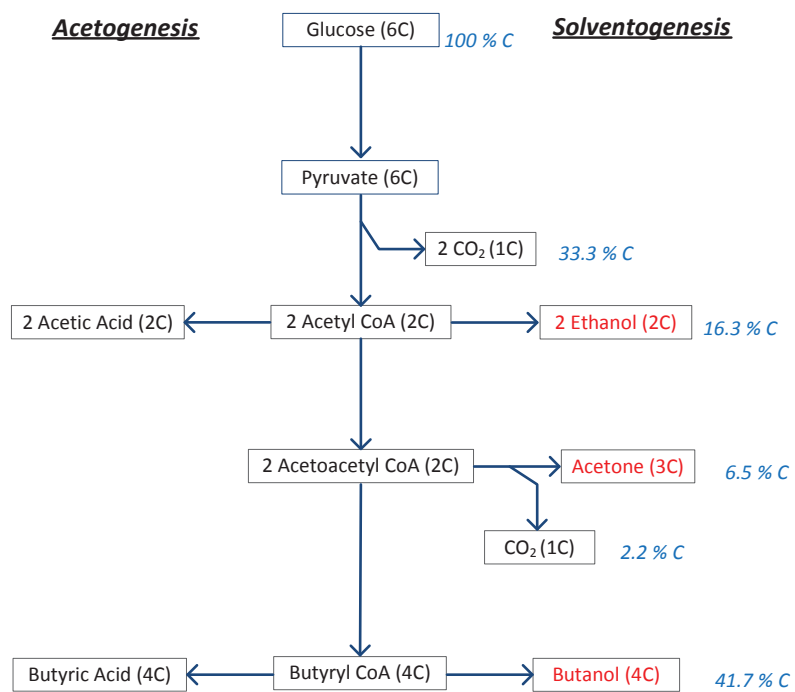 Acetogenesis
Glucose (6C)
100 % C
Solventogenesis
Pyruvate (6C)
2 CO₂ (1C)
33.3 % C
2 Acetic Acid (2C)
2 Acetyl CoA (2C)
2 Ethanol (2C)
16.3 % C
2 Acetoacetyl CoA (2C)
Acetone (3C)
6.5 % C
CO₂ (1C)
2.2 % C
Butyric Acid (4C)
Butyryl CoA (4C)
Butanol (4C)
41.7 % C